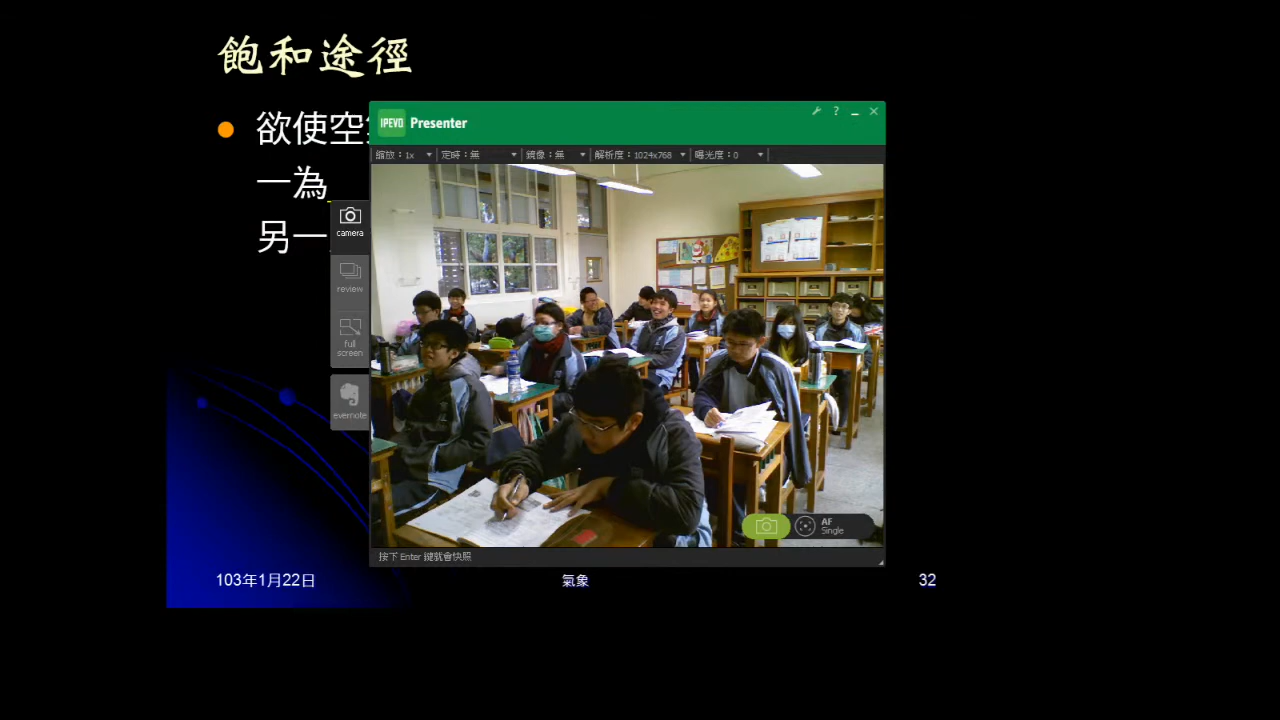 飽和途徑
欲使空
一為
另一
IPEVO Presenter
縮放：1x 定時：無 鏡像：無 解析度：1024x768 曝光度：0
camera
review
full
screen
evernote
AF
Single
按下 Enter 鍵就會快照
103年1月22日 氣象 32